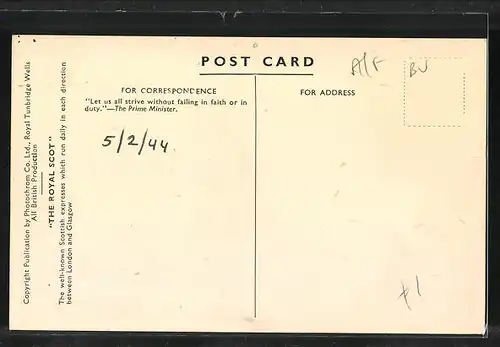 POST CARD
A/F
BU
FOR CORRESPONDENCE
FOR ADDRESS
"Let us all strive without failing in faith or in
duty."—The Prime Minister.
5/2/44
Copyright Publication by Photochrom Co. Ltd., Royal Tunbridge Wells
All British Production
"THE ROYAL SCOT"
The well-known Scottish expresses which run daily in each direction
between London and Glasgow